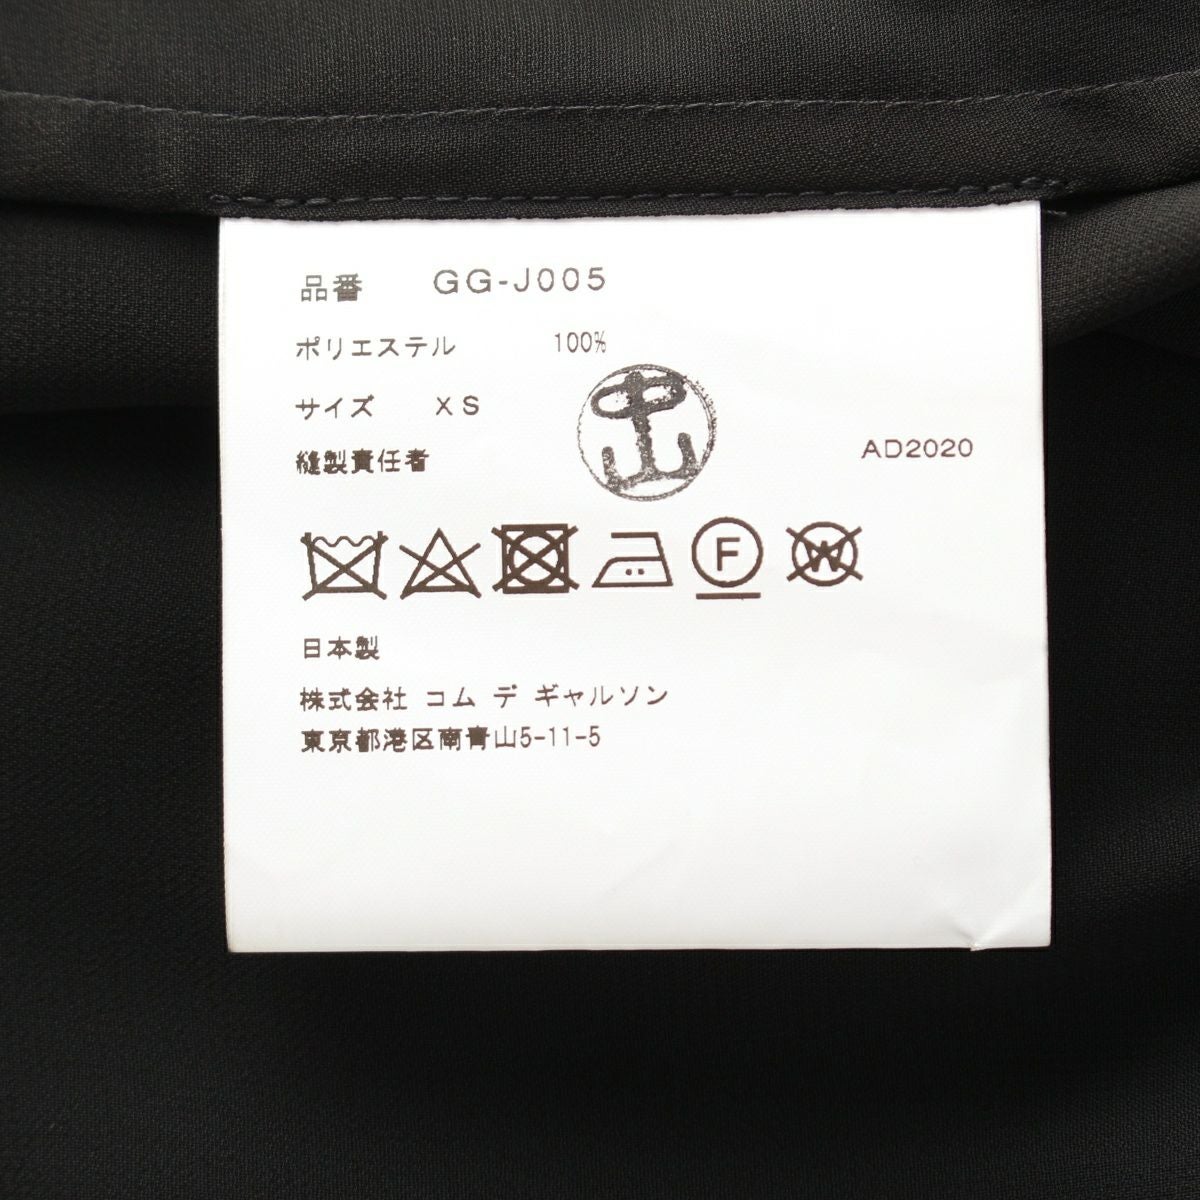 品番 GG-J005
ポリエステル 100%
サイズ XS
中山
縫製責任者
AD2020
F
W
日本製
株式会社 コム デ ギャルソン
東京都港区南青山5-11-5